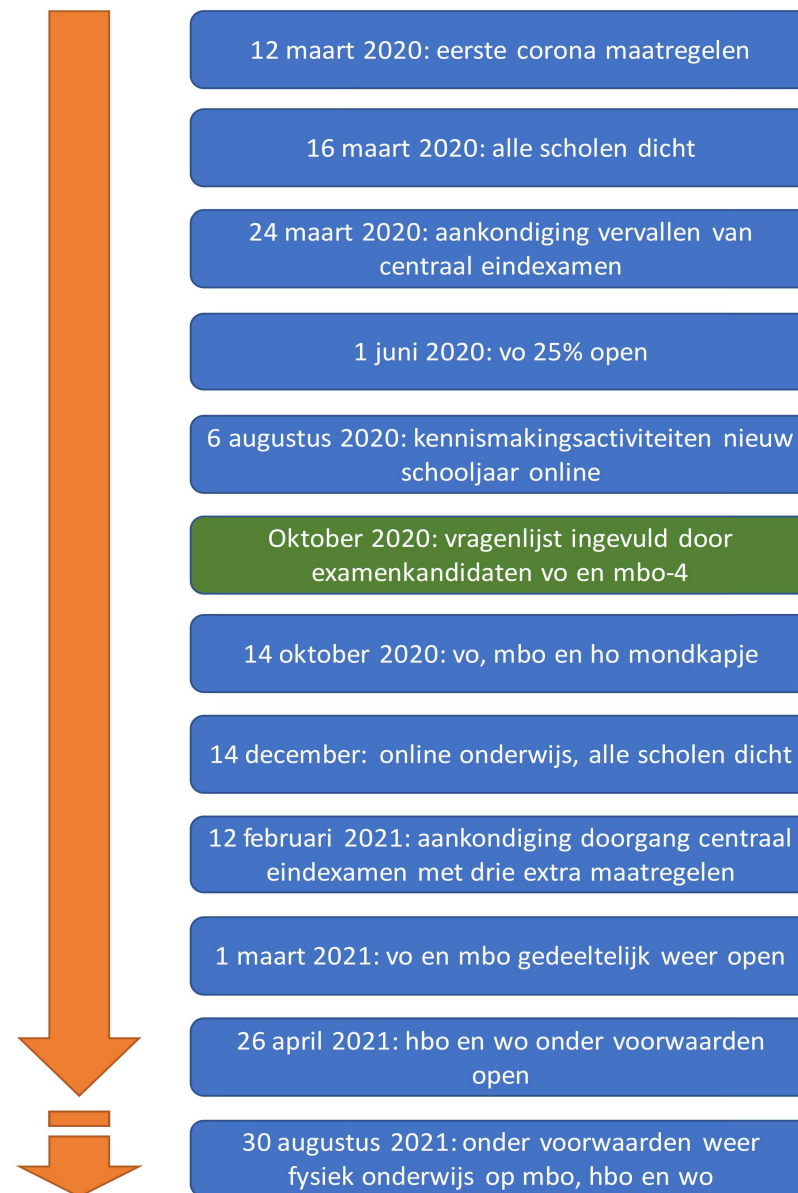 12 maart 2020: eerste corona maatregelen
16 maart 2020: alle scholen dicht
24 maart 2020: aankondiging vervallen van
centraal eindexamen
1 juni 2020: vo 25% open
6 augustus 2020: kennismakingsactiviteiten nieuw
schooljaar online
Oktober 2020: vragenlijst ingevuld door
examenkandidaten vo en mbo-4
14 oktober 2020: vo, mbo en ho mondkapje
14 december: online onderwijs, alle scholen dicht
12 februari 2021: aankondiging doorgang centraal
eindexamen met drie extra maatregelen
1 maart 2021: vo en mbo gedeeltelijk weer open
26 april 2021: hbo en wo onder voorwaarden
open
30 augustus 2021: onder voorwaarden weer
fysiek onderwijs op mbo, hbo en wo